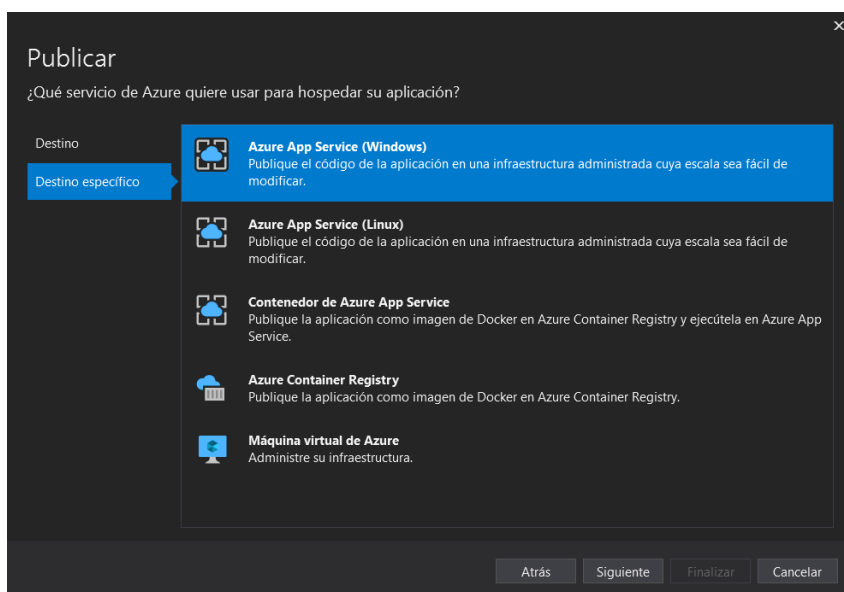 Publicar
¿Qué servicio de Azure quiere usar para hospedar su aplicación?
Destino
Destino específico
Azure App Service (Windows)
Publique el código de la aplicación en una infraestructura administrada cuya escala sea fácil de
modificar.
Azure App Service (Linux)
Publique el código de la aplicación en una infraestructura administrada cuya escala sea fácil de
modificar.
Contenedor de Azure App Service
Publique la aplicación como imagen de Docker en Azure Container Registry y ejecútela en Azure App
Service.
Azure Container Registry
Publique la aplicación como imagen de Docker en Azure Container Registry.
Máquina virtual de Azure
Administre su infraestructura.
Atrás Siguiente Finalizar Cancelar